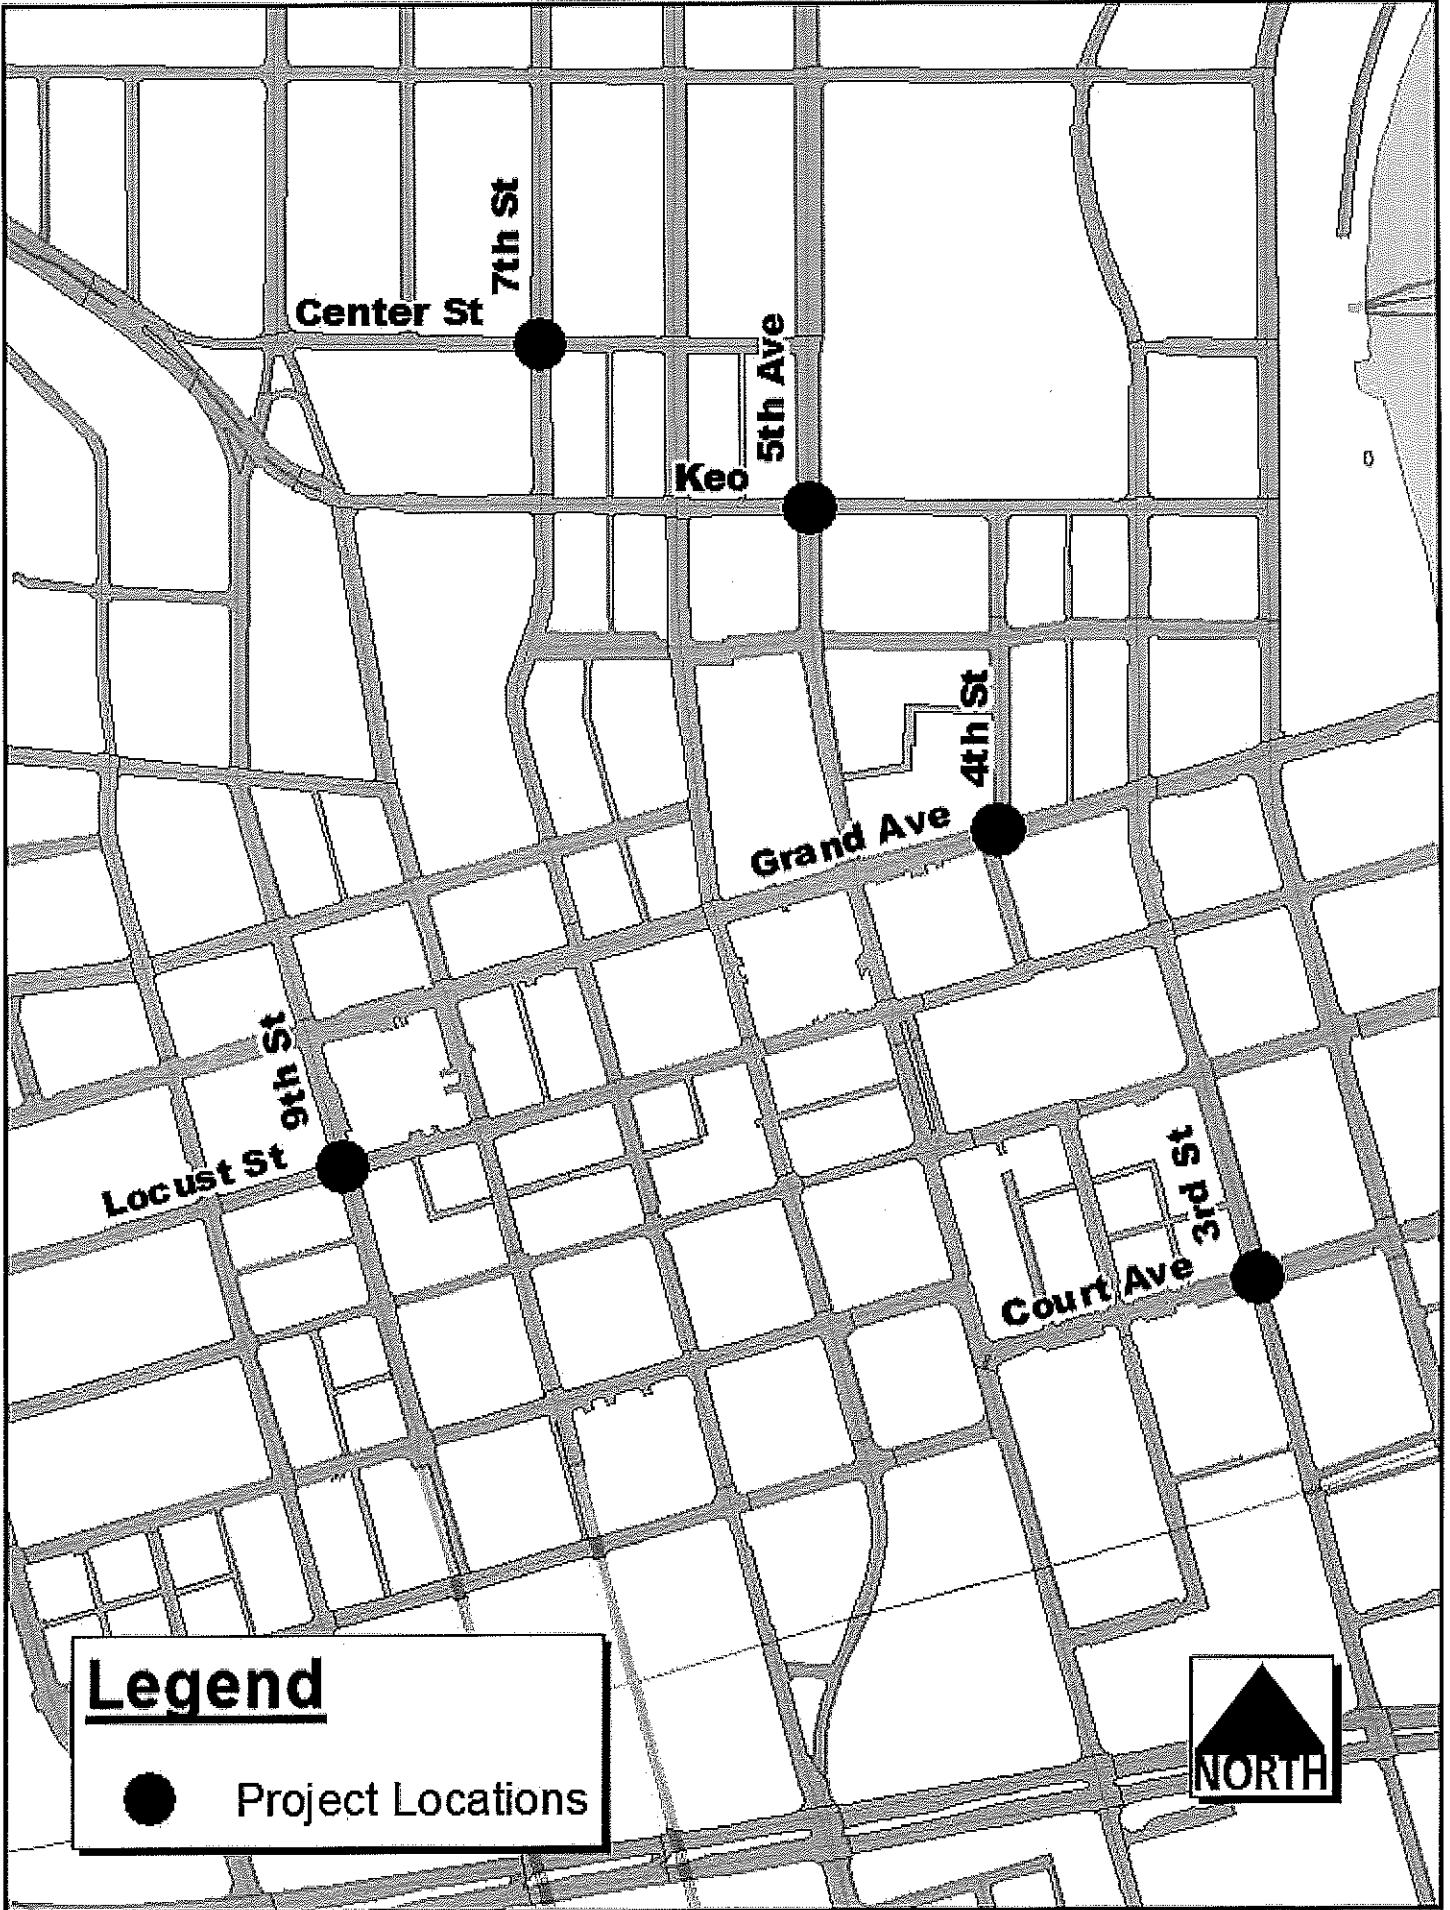 7th St
Center St
5th Ave
Keo
4th St
Grand Ave
9th St
Locust St
3rd St
Court Ave
Legend
Project Locations
NORTH